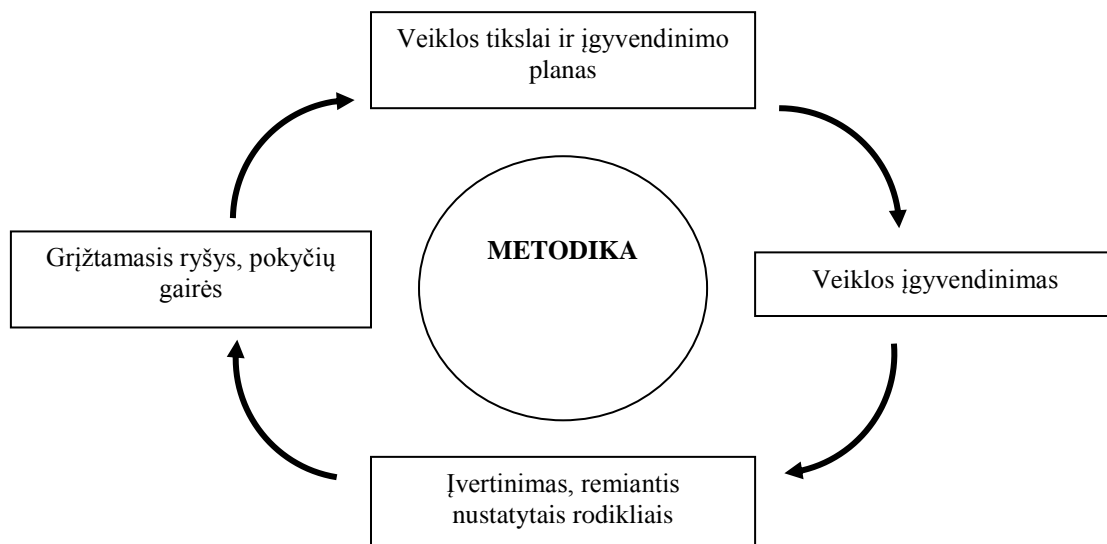 Veiklos tikslai ir įgyvendinimo
planas
METODIKA
Grįžtamasis ryšys, pokyčių
gairės
Veiklos įgyvendinimas
Įvertinimas, remiantis
nustatytais rodikliais